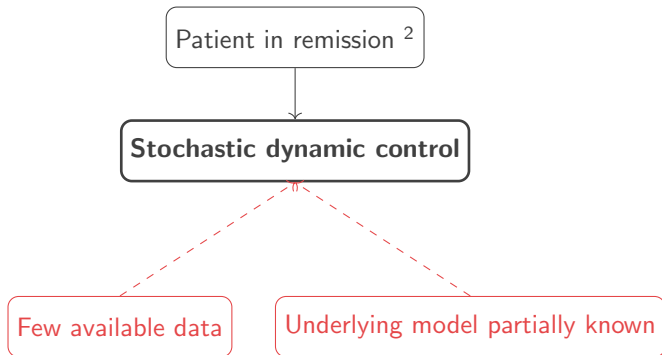 Patient in remission ²
Stochastic dynamic control
Few available data
Underlying model partially known